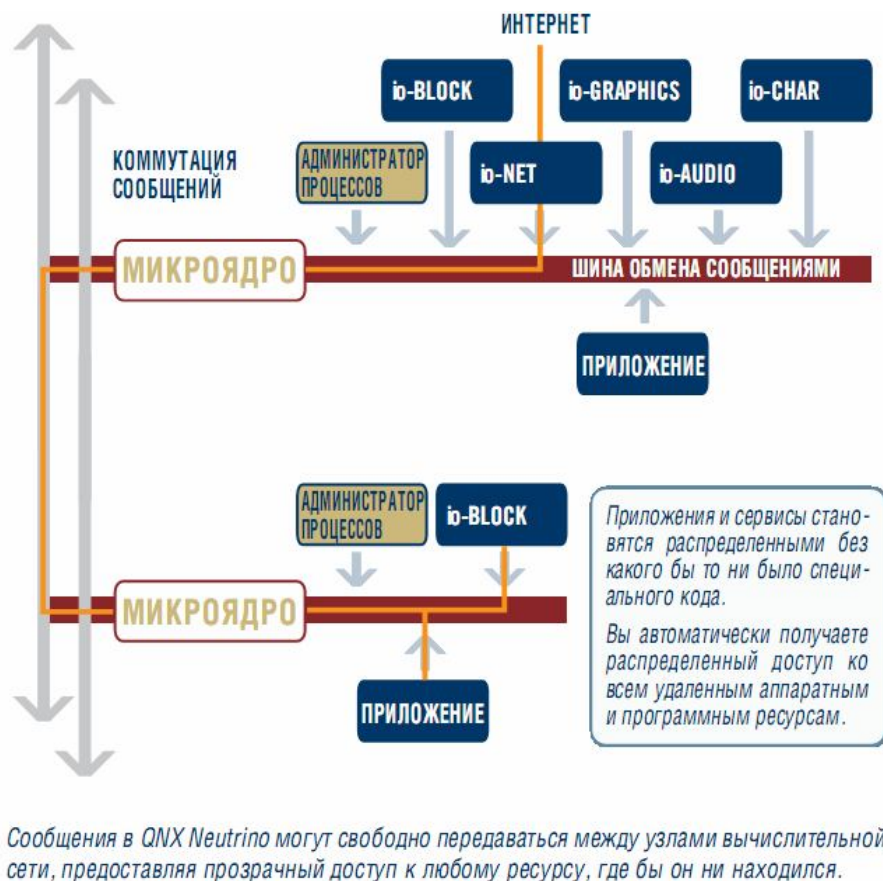 ИНТЕРНЕТ
io-BLOCK
io-GRAPHICS
io-CHAR
КОММУТАЦИЯ
СООБЩЕНИЙ
АДМИНИСТРАТОР
ПРОЦЕССОВ
io-NET
io-AUDIO
МИКРОЯДРО
ШИНА ОБМЕНА СООБЩЕНИЯМИ
ПРИЛОЖЕНИЕ
АДМИНИСТРАТОР
ПРОЦЕССОВ
io-BLOCK
МИКРОЯДРО
ПРИЛОЖЕНИЕ
Приложения и сервисы стано-
вятся распределенными без
какого бы то ни было специ-
ального кода.
Вы автоматически получаете
распределенный доступ ко
всем удаленным аппаратным
и программным ресурсам.
Сообщения в QNX Neutrino могут свободно передаваться между узлами вычислительной
сети, предоставляя прозрачный доступ к любому ресурсу, где бы он ни находился.